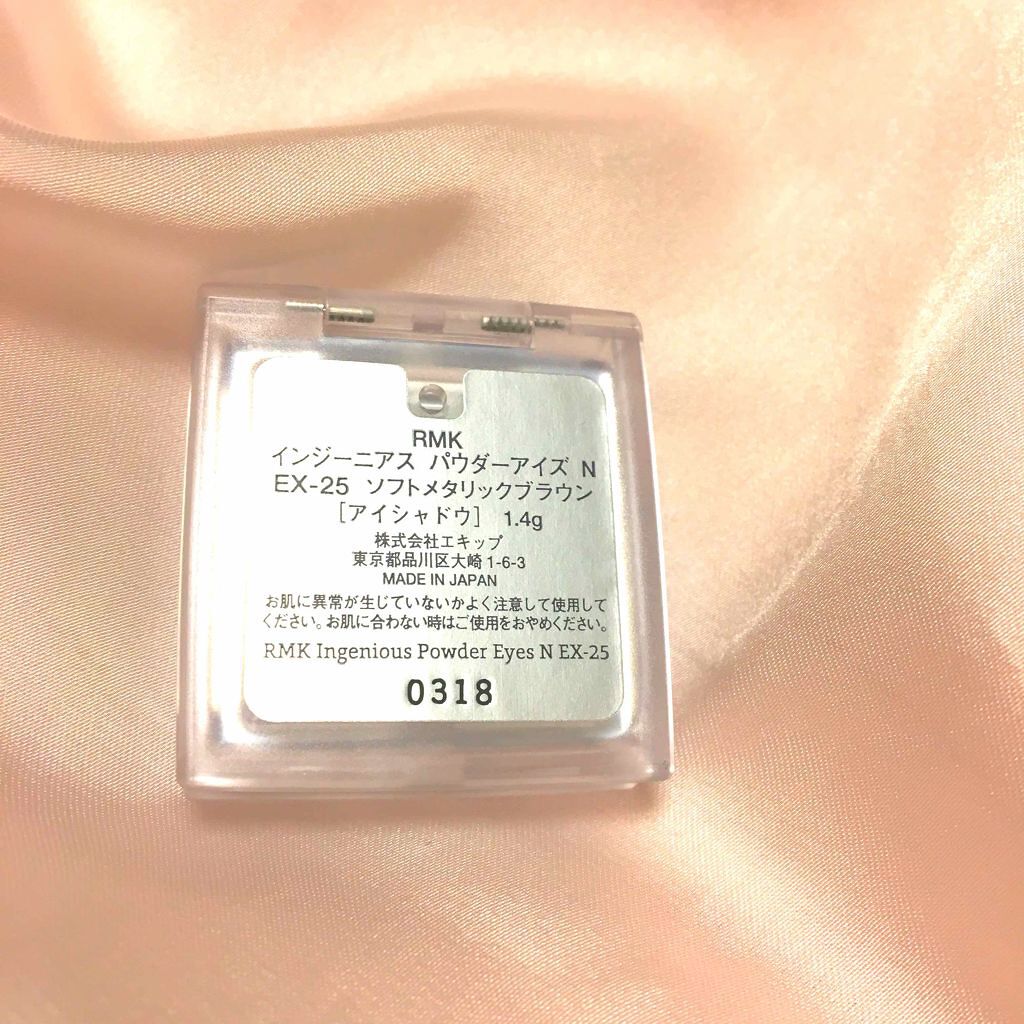 RMK
インジーニアス パウダーアイズ N
EX-25 ソフトメタリックブラウン
［アイシャドウ］ 1.4g
株式会社エキップ
東京都品川区大崎1-6-3
MADE IN JAPAN
お肌に異常が生じていないかよく注意して使用して
ください。お肌に合わない時はご使用をおやめください。
RMK Ingenious Powder Eyes N EX-25
0318